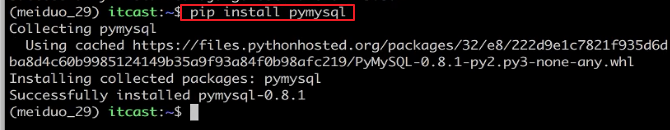 (meiduo_29) itcast:~$ pip install pymysql
Collecting pymysql
  Using cached https://files.pythonhosted.org/packages/32/e8/222d9e1c7821f935d6d
ba8d4c60b9985124149b35a9f93a84f0b98afc219/PyMySQL-0.8.1-py2.py3-none-any.whl
Installing collected packages: pymysql
Successfully installed pymysql-0.8.1
(meiduo_29) itcast:~$